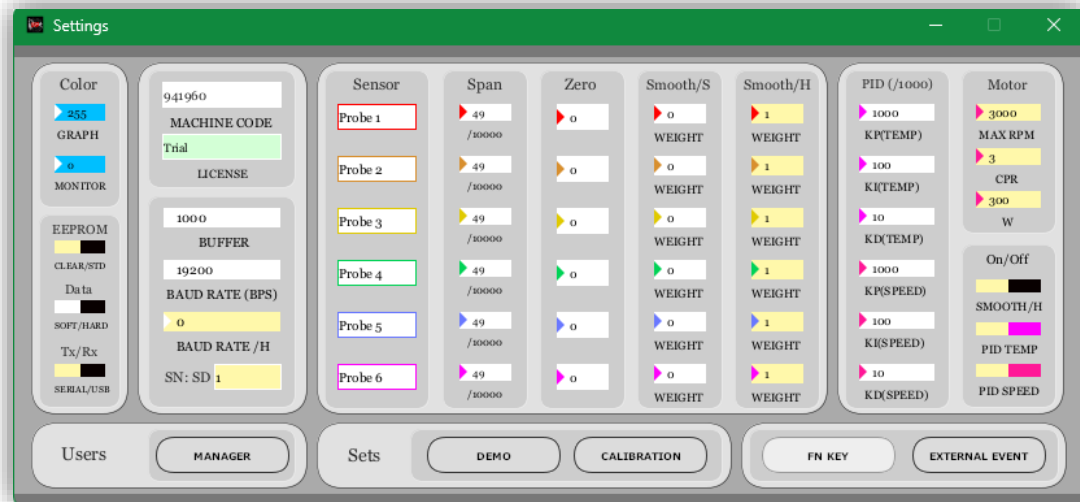 Settings
Color
255
GRAPH
0
MONITOR
EEPROM
CLEAR/STD
Data
SOFT/HARD
Tx/Rx
SERIAL/USB
941960
MACHINE CODE
Trial
LICENSE
1000
BUFFER
19200
BAUD RATE (BPS)
0
BAUD RATE /H
SN: SD 1
Sensor Span Zero Smooth/S Smooth/H
Probe 1 49 0 0 1
/10000 WEIGHT WEIGHT
Probe 2 49 0 0 1
/10000 WEIGHT WEIGHT
Probe 3 49 0 0 1
/10000 WEIGHT WEIGHT
Probe 4 49 0 0 1
/10000 WEIGHT WEIGHT
Probe 5 49 0 0 1
/10000 WEIGHT WEIGHT
Probe 6 49 0 0 1
/10000 WEIGHT WEIGHT
PID (/1000)
1000
KP(TEMP)
100
KI(TEMP)
10
KD(TEMP)
1000
KP(SPEED)
100
KI(SPEED)
10
KD(SPEED)
Motor
3000
MAX RPM
3
CPR
300
W
On/Off
SMOOTH/H
PID TEMP
PID SPEED
Users MANAGER
Sets DEMO CALIBRATION
FN KEY EXTERNAL EVENT